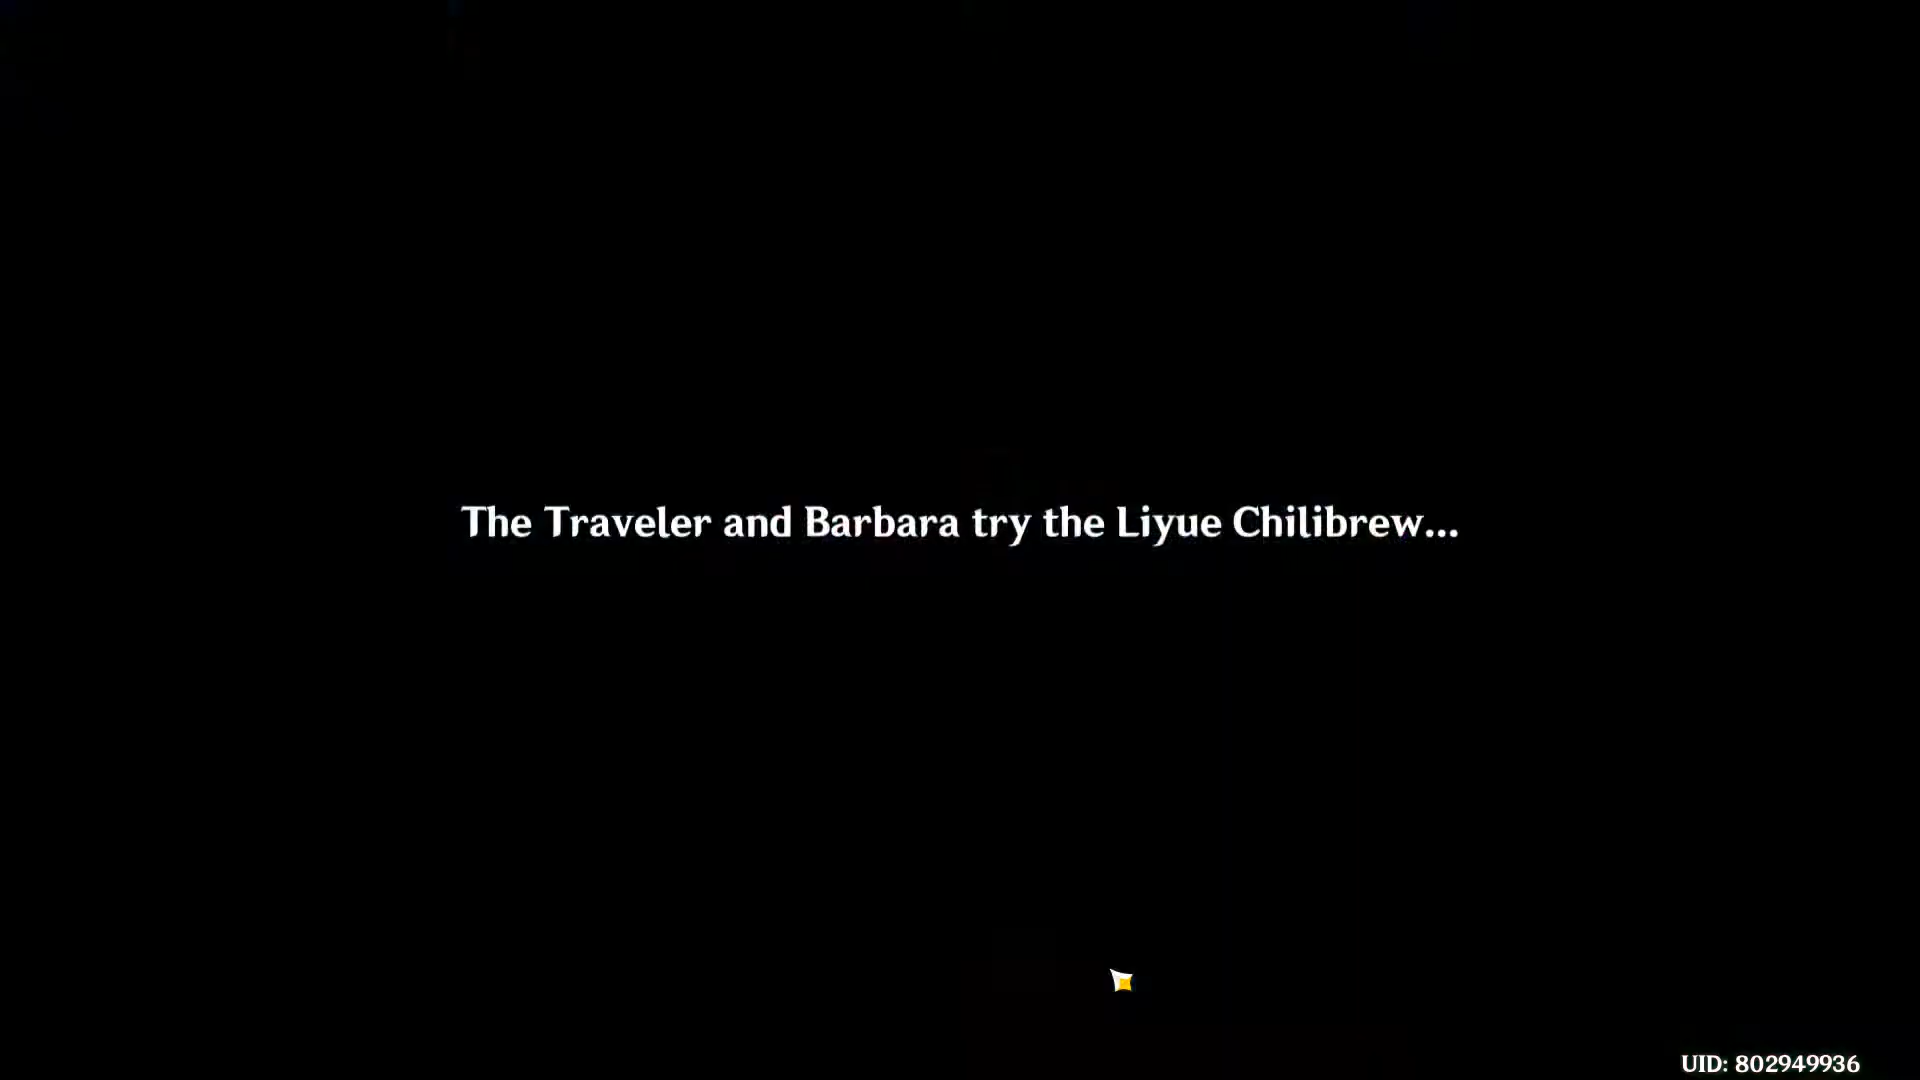 The Traveler and Barbara try the Liyue Chilibrew...
UID: 802949936